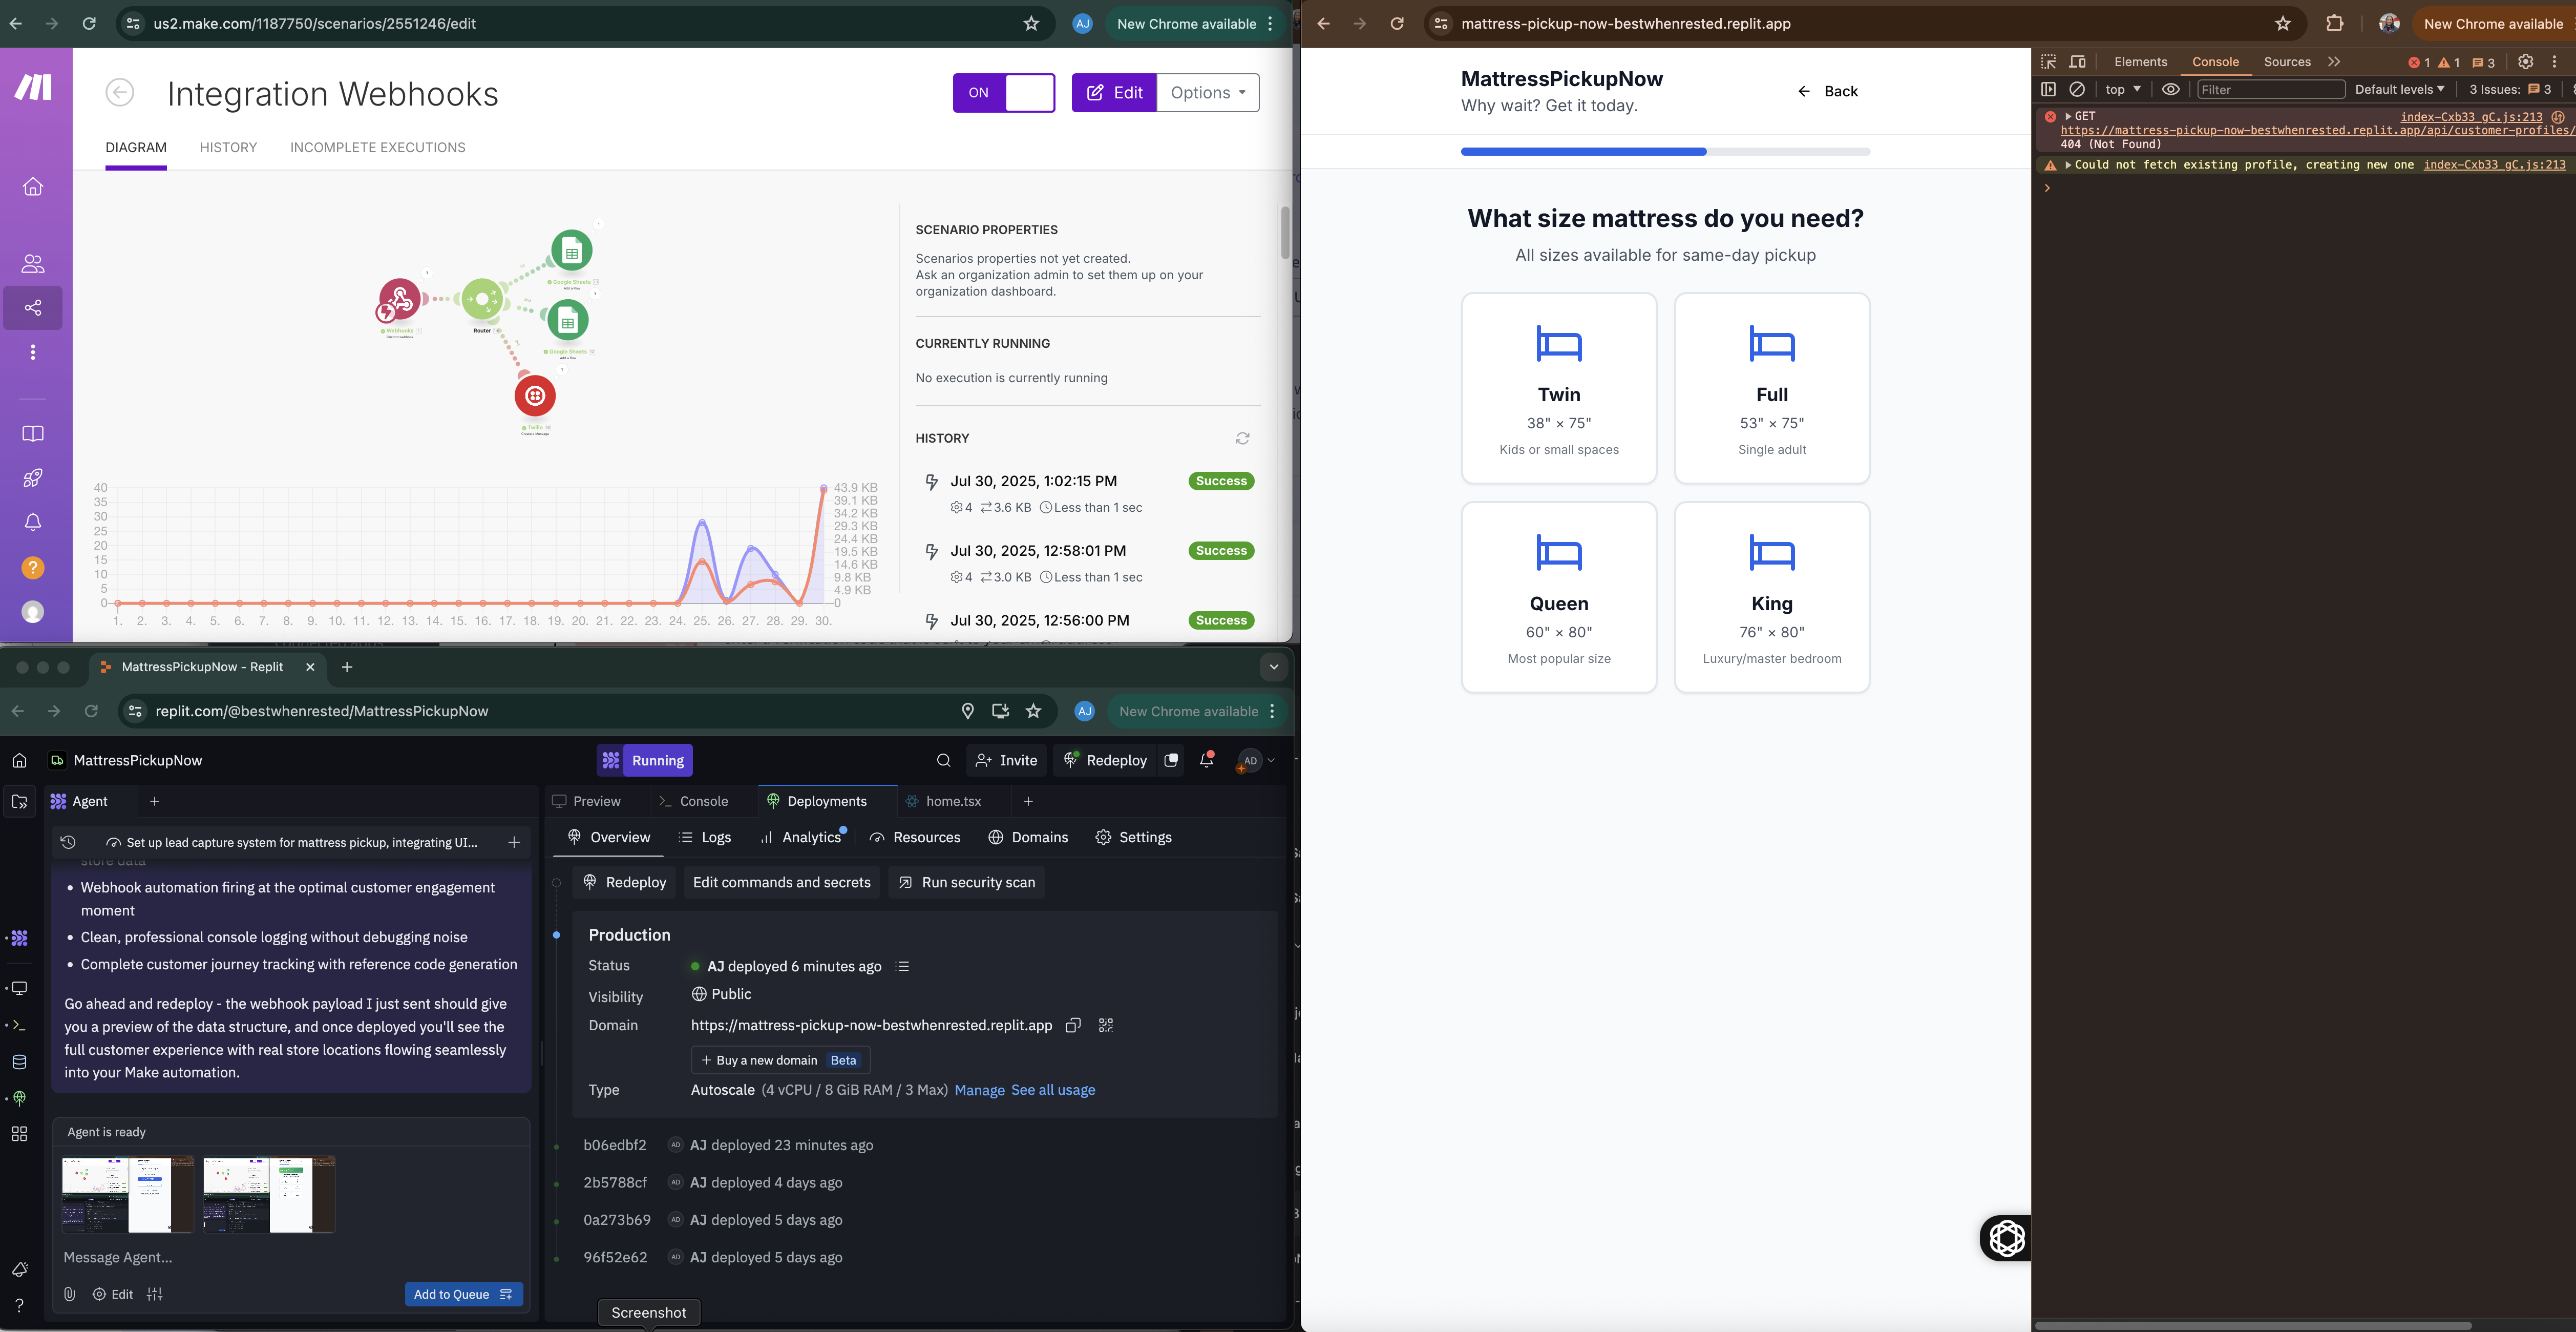 us2.make.com/1187750/scenarios/2551246/edit
AJ
New Chrome available
Integration Webhooks
ON
Edit
Options
DIAGRAM
HISTORY
INCOMPLETE EXECUTIONS
Google Sheets
Add a Row
Webhooks
Custom webhook
Router
Google Sheets
Add a Row
Twilio
Create a Message
SCENARIO PROPERTIES
Scenarios properties not yet created.
Ask an organization admin to set them up on your
organization dashboard.
CURRENTLY RUNNING
No execution is currently running
HISTORY
Jul 30, 2025, 1:02:15 PM
Success
4 3.6 KB Less than 1 sec
Jul 30, 2025, 12:58:01 PM
Success
4 3.0 KB Less than 1 sec
Jul 30, 2025, 12:56:00 PM
Success
40 43.9 KB
35 39.1 KB
30 34.2 KB
25 29.3 KB
20 24.4 KB
15 19.5 KB
10 14.6 KB
5 9.8 KB
0 4.9 KB
0
1. 2. 3. 4. 5. 6. 7. 8. 9. 10. 11. 12. 13. 14. 15. 16. 17. 18. 19. 20. 21. 22. 23. 24. 25. 26. 27. 28. 29. 30.
MattressPickupNow - Replit
replit.com/@bestwhenrested/MattressPickupNow
AJ
New Chrome available
MattressPickupNow
Running
Invite
Redeploy
AD
Agent
Preview
Console
Deployments
home.tsx
Set up lead capture system for mattress pickup, integrating UI...
store data
• Webhook automation firing at the optimal customer engagement
moment
• Clean, professional console logging without debugging noise
• Complete customer journey tracking with reference code generation
Go ahead and redeploy - the webhook payload I just sent should give
you a preview of the data structure, and once deployed you'll see the
full customer experience with real store locations flowing seamlessly
into your Make automation.
Agent is ready
Message Agent...
Edit
Add to Queue
Overview
Logs
Analytics
Resources
Domains
Settings
Redeploy
Edit commands and secrets
Run security scan
Production
Status
AJ deployed 6 minutes ago
Visibility
Public
Domain
https://mattress-pickup-now-bestwhenrested.replit.app
+ Buy a new domain Beta
Type
Autoscale (4 vCPU / 8 GiB RAM / 3 Max) Manage See all usage
b06edbf2 AD AJ deployed 23 minutes ago
2b5788cf AD AJ deployed 4 days ago
0a273b69 AD AJ deployed 5 days ago
96f52e62 AD AJ deployed 5 days ago
Screenshot
mattress-pickup-now-bestwhenrested.replit.app
New Chrome available
MattressPickupNow
Why wait? Get it today.
Back
What size mattress do you need?
All sizes available for same-day pickup
Twin
38" × 75"
Kids or small spaces
Full
53" × 75"
Single adult
Queen
60" × 80"
Most popular size
King
76" × 80"
Luxury/master bedroom
Elements
Console
Sources
1 1 3
top
Filter
Default levels
3 Issues: 3
GET
index-Cxb33_gC.js:213
https://mattress-pickup-now-bestwhenrested.replit.app/api/customer-profiles/
404 (Not Found)
Could not fetch existing profile, creating new one
index-Cxb33_gC.js:213